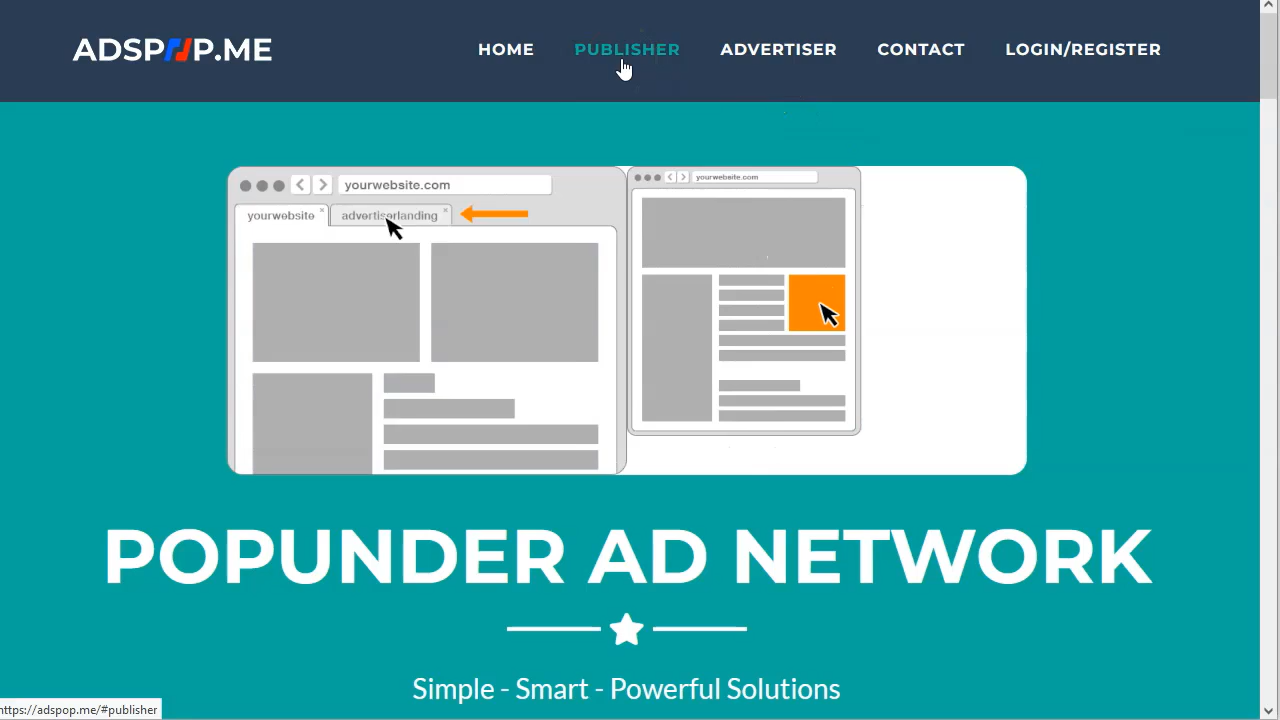 ADSPOP.ME
HOME PUBLISHER ADVERTISER CONTACT LOGIN/REGISTER
yourwebsite.com
yourwebsite.com
yourwebsite × advertiserlanding ×
POPUNDER AD NETWORK
Simple - Smart - Powerful Solutions
https://adspop.me/#publisher